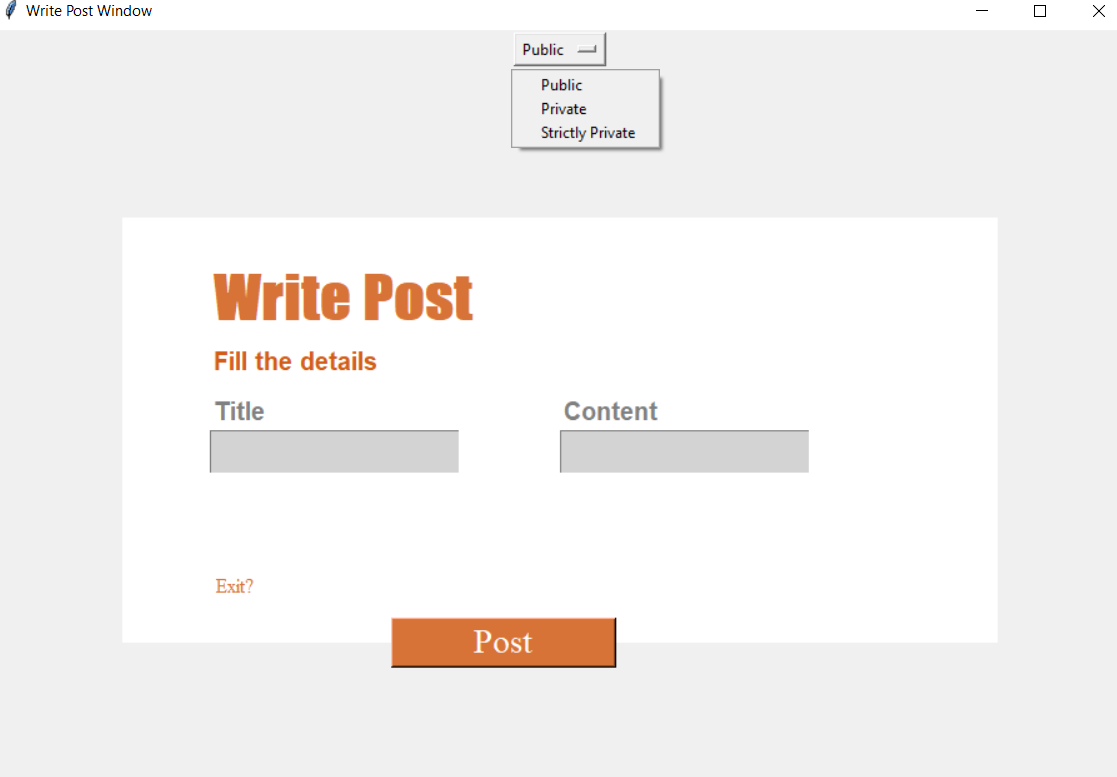 Write Post Window
Public
Public
Private
Strictly Private
Write Post
Fill the details
Title
Content
Exit?
Post